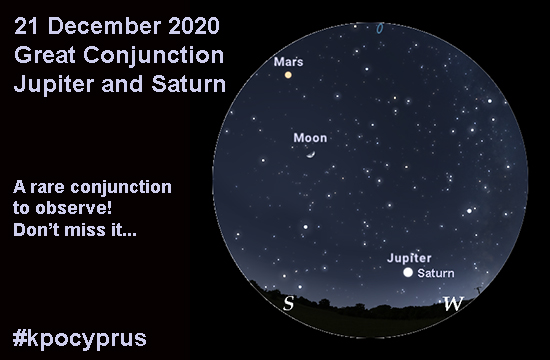 21 December 2020
Great Conjunction
Jupiter and Saturn
Mars
Moon
A rare conjunction
to observe!
Don't miss it...
Jupiter
Saturn
S
W
#kpocyprus